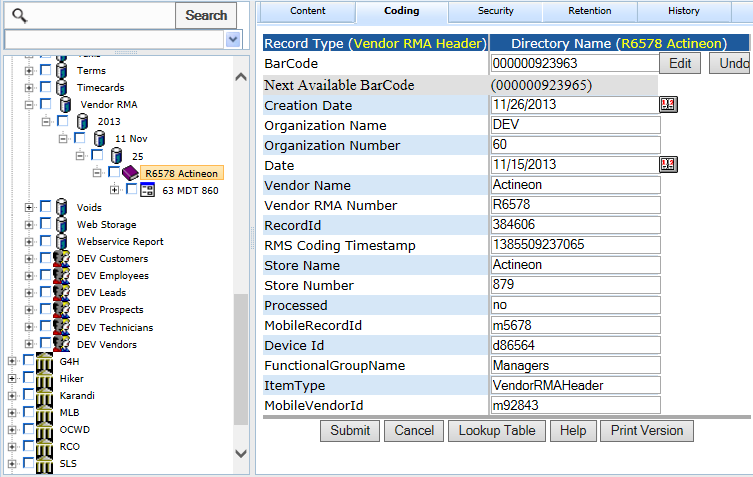 Search
Terms
Timecards
Vendor RMA
2013
11 Nov
25
R6578 Actineon
63 MDT 860
Voids
Web Storage
Webservice Report
DEV Customers
DEV Employees
DEV Leads
DEV Prospects
DEV Technicians
DEV Vendors
G4H
Hiker
Karandi
MLB
OCWD
RCO
SLS
Content Coding Security Retention History
Record Type (Vendor RMA Header) Directory Name (R6578 Actineon)
BarCode 000000923963 Edit Undo
Next Available BarCode (000000923965)
Creation Date 11/26/2013
Organization Name DEV
Organization Number 60
Date 11/15/2013
Vendor Name Actineon
Vendor RMA Number R6578
RecordId 384606
RMS Coding Timestamp 1385509237065
Store Name Actineon
Store Number 879
Processed no
MobileRecordId m5678
Device Id d86564
FunctionalGroupName Managers
ItemType VendorRMAHeader
MobileVendorId m92843
Submit Cancel Lookup Table Help Print Version